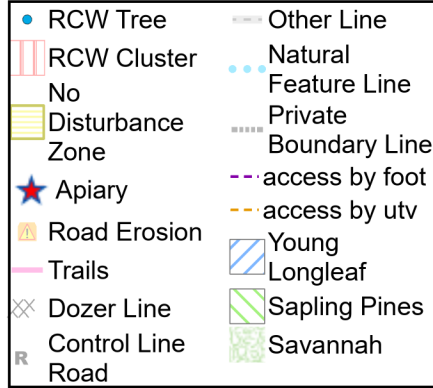 RCW Tree
RCW Cluster
No
Disturbance
Zone
Apiary
Road Erosion
Trails
Dozer Line
R
Control Line
Road
Other Line
Natural
Feature Line
Private
Boundary Line
access by foot
access by utv
Young
Longleaf
Sapling Pines
Savannah